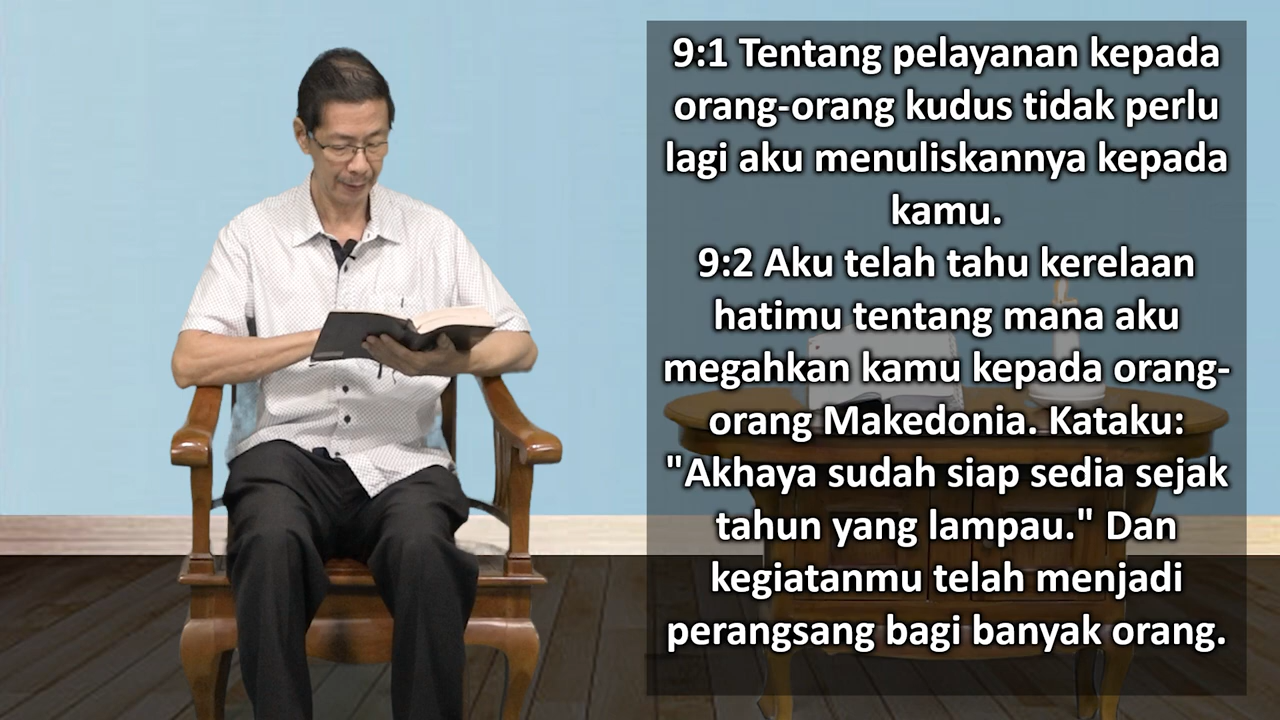 9:1 Tentang pelayanan kepada
orang-orang kudus tidak perlu
lagi aku menuliskannya kepada
kamu.
9:2 Aku telah tahu kerelaan
hatimu tentang mana aku
megahkan kamu kepada orang-
orang Makedonia. Kataku:
"Akhaya sudah siap sedia sejak
tahun yang lampau." Dan
kegiatanmu telah menjadi
perangsang bagi banyak orang.